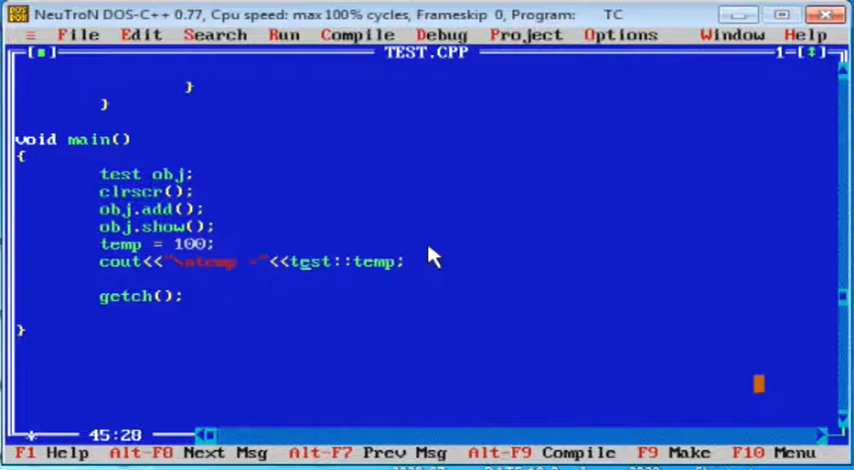 NeuTroN DOS-C++ 0.77, Cpu speed: max 100% cycles, Frameskip 0, Program: TC
≡ File Edit Search Run Compile Debug Project Options Window Help
[■] TEST.CPP 1=[↕]
}
}
void main()
{
test obj;
clrscr();
obj.add();
obj.show();
temp = 100;
cout<<"\ntemp ="<<test::temp;
getch();
}
* 45:28
F1 Help Alt-F8 Next Msg Alt-F7 Prev Msg Alt-F9 Compile F9 Make F10 Menu